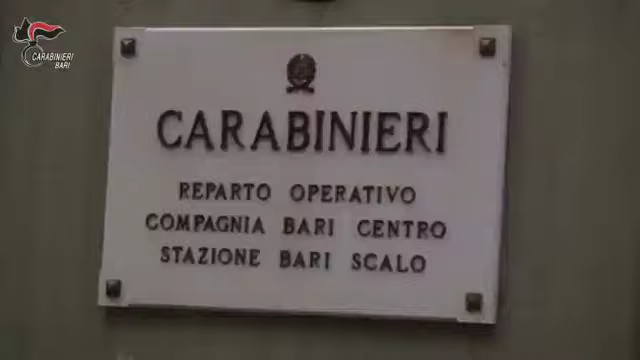 CARABINIERI
BARI
CARABINIERI
REPARTO OPERATIVO
COMPAGNIA BARI CENTRO
STAZIONE BARI SCALO